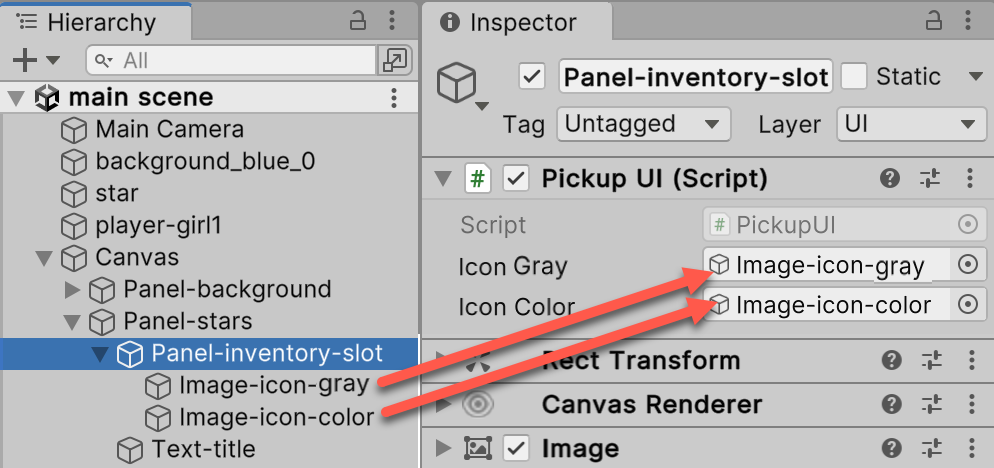 Hierarchy
All
main scene
Main Camera
background_blue_0
star
player-girl1
Canvas
Panel-background
Panel-stars
Panel-inventory-slot
Image-icon-gray
Image-icon-color
Text-title
Inspector
Panel-inventory-slot Static
Tag Untagged Layer UI
# Pickup UI (Script)
Script # PickupUI
Icon Gray Image-icon-gray
Icon Color Image-icon-color
Rect Transform
Canvas Renderer
Image